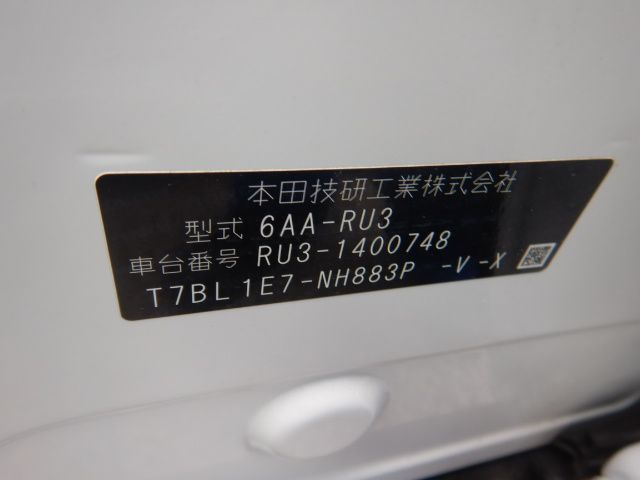 本田技研工業株式会社
型式 6AA-RU3
車台番号 RU3-1400748
T7BL1E7-NH883P -V-X